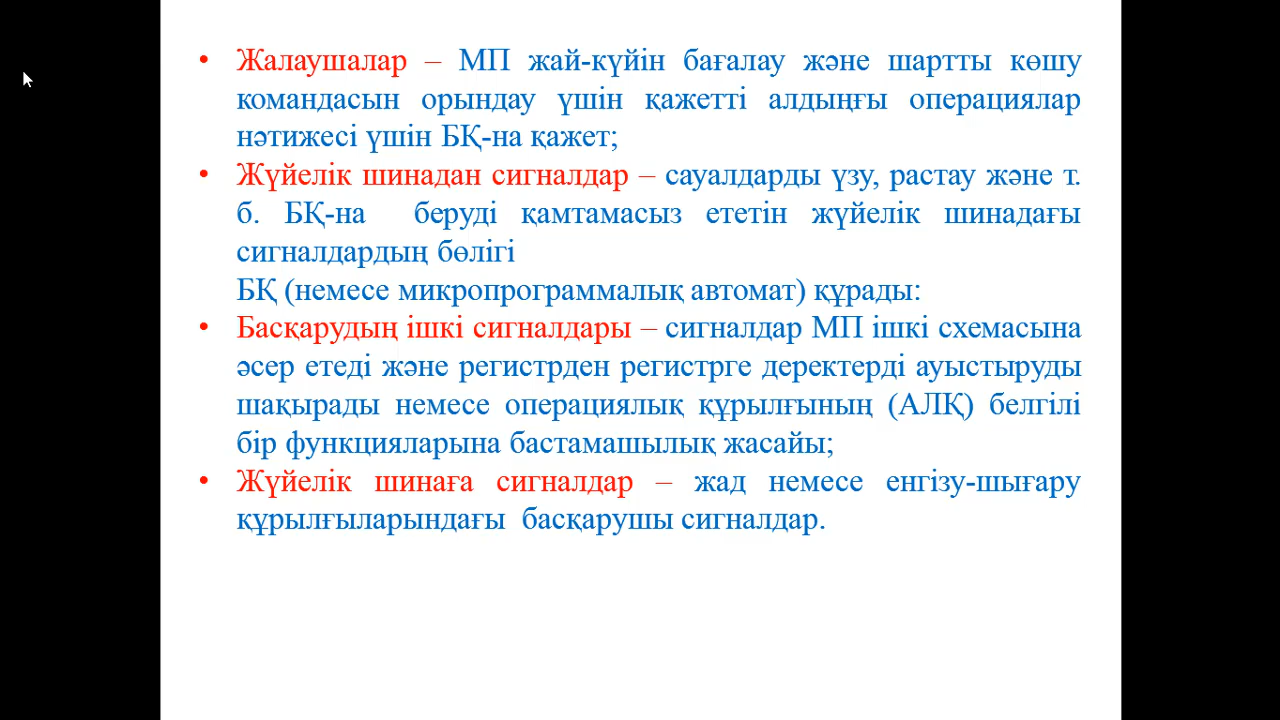 • Жалаушалар – МП жай-күйін бағалау және шартты көшу
командасын орындау үшін қажетті алдыңғы операциялар
нәтижесі үшін БҚ-на қажет;
• Жүйелік шинадан сигналдар – сауалдарды үзу, растау және т.
б. БҚ-на беруді қамтамасыз ететін жүйелік шинадағы
сигналдардың бөлігі
БҚ (немесе микропрограммалық автомат) құрады:
• Басқарудың ішкі сигналдары – сигналдар МП ішкі схемасына
әсер етеді және регистрден регистрге деректерді ауыстыруды
шақырады немесе операциялық құрылғының (АЛҚ) белгілі
бір функцияларына бастамашылық жасайы;
• Жүйелік шинаға сигналдар – жад немесе енгізу-шығару
құрылғыларындағы басқарушы сигналдар.